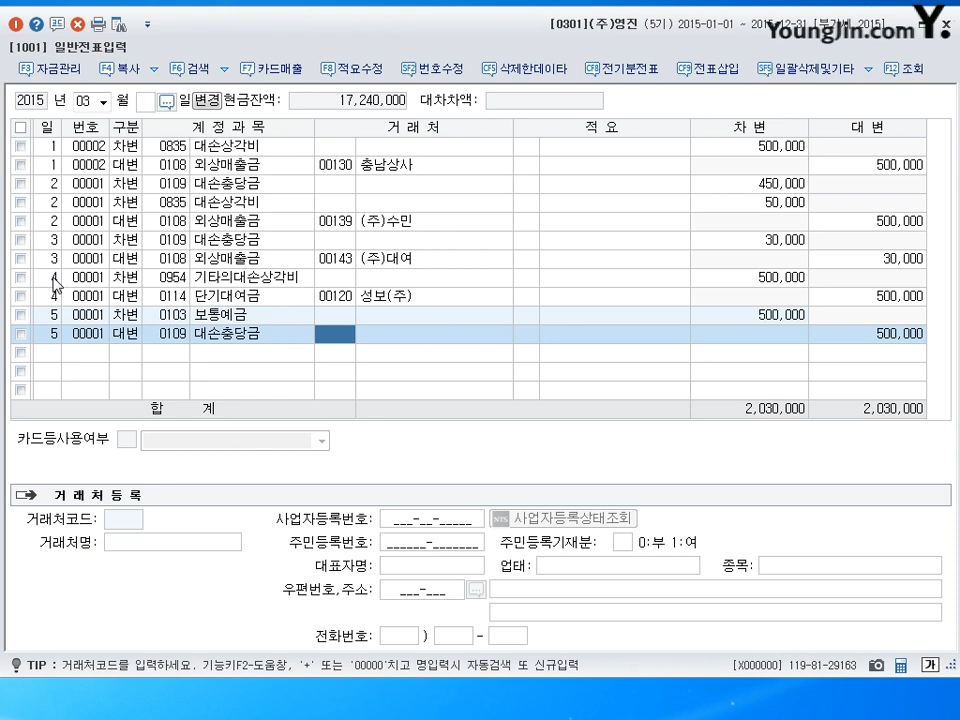 [0301](주)영진 (5기) 2015-01-01 ~ 2015-12-31 [부가세 2015]
YoungJin.com Y.
[1001] 일반전표입력
F3 자금관리 F4 복사 F6 검색 F7 카드매출 F8 적요수정 SF2 번호수정 CF5 삭제한데이타 CF8 전기분전표 CF9 전표삽입 SF5 일괄삭제및기타 F12 조회
2015 년 03 월 일 변경 현금잔액: 17,240,000 대차차액:
일 번호 구분 계정과목 거래처 적요 차변 대변
1 00002 차변 0835 대손상각비 500,000
1 00002 대변 0108 외상매출금 00130 충남상사 500,000
2 00001 차변 0109 대손충당금 450,000
2 00001 차변 0835 대손상각비 50,000
2 00001 대변 0108 외상매출금 00139 (주)수민 500,000
3 00001 차변 0109 대손충당금 30,000
3 00001 대변 0108 외상매출금 00143 (주)대여 30,000
4 00001 차변 0954 기타의대손상각비 500,000
4 00001 대변 0114 단기대여금 00120 성보(주) 500,000
5 00001 차변 0103 보통예금 500,000
5 00001 대변 0109 대손충당금 500,000
합 계 2,030,000 2,030,000
카드등사용여부
거래처등록
거래처코드: 사업자등록번호: ___-__-_____ NTS 사업자등록상태조회
거래처명: 주민등록번호: ______-_______ 주민등록기재분: 0:부 1:여
대표자명: 업태: 종목:
우편번호,주소: ___-___
전화번호: ) -
TIP : 거래처코드를 입력하세요. 기능키F2-도움창, '+' 또는 '00000'치고 명입력시 자동검색 또 신규입력 [X000000] 119-81-29163 가